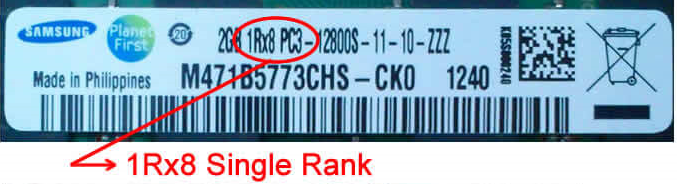 SAMSUNG Planet First 20 2GB 1Rx8 PC3-12800S-11-10-ZZZ
Made in Philippines M471B5773CHS-CK0 1240
1Rx8 Single Rank